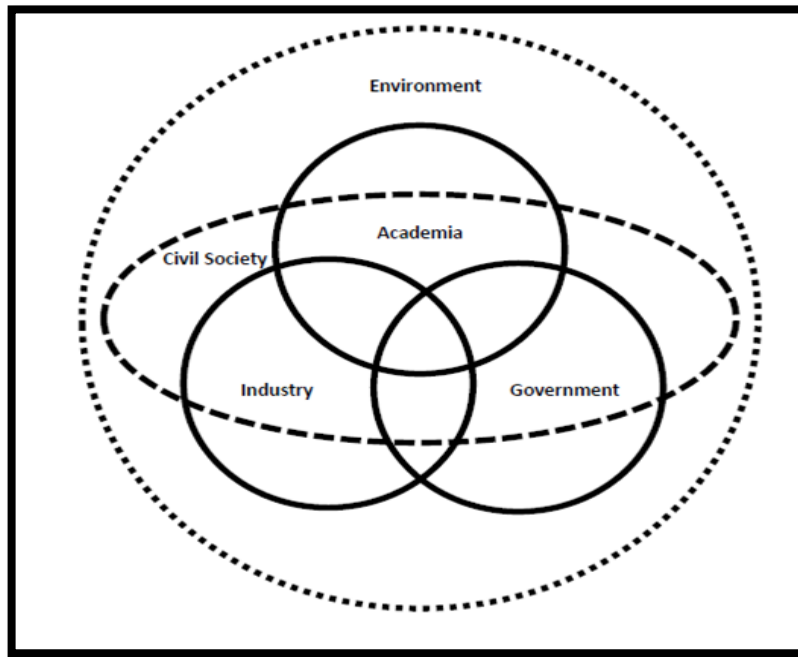 Environment
Academia
Civil Society
Industry
Government